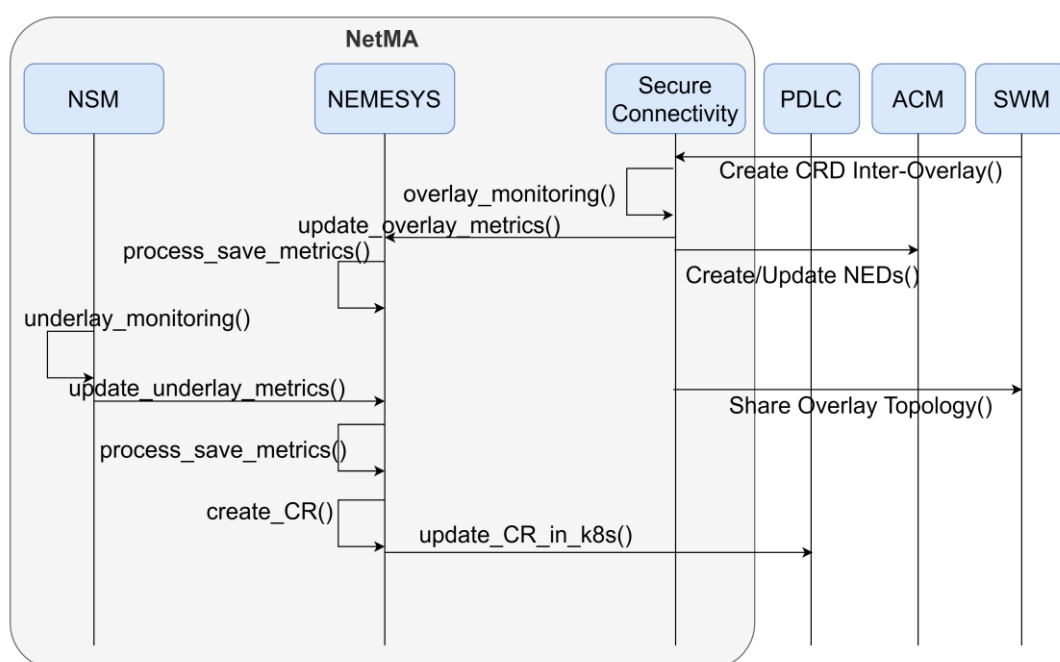 NetMA
NSM
NEMESYS
Secure
Connectivity
PDLC
ACM
SWM
Create CRD Inter-Overlay()
overlay_monitoring()
update_overlay_metrics()
process_save_metrics()
Create/Update NEDs()
underlay_monitoring()
update_underlay_metrics()
Share Overlay Topology()
process_save_metrics()
create_CR()
update_CR_in_k8s()